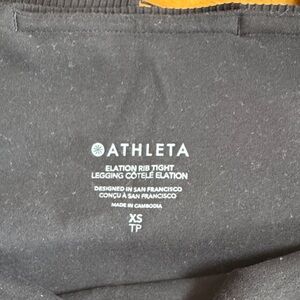 ATHLETA
ELATION RIB TIGHT
LEGGING CÔTELÉ ELATION
DESIGNED IN SAN FRANCISCO
CONÇU À SAN FRANCISCO
MADE IN CAMBODIA
XS
TP